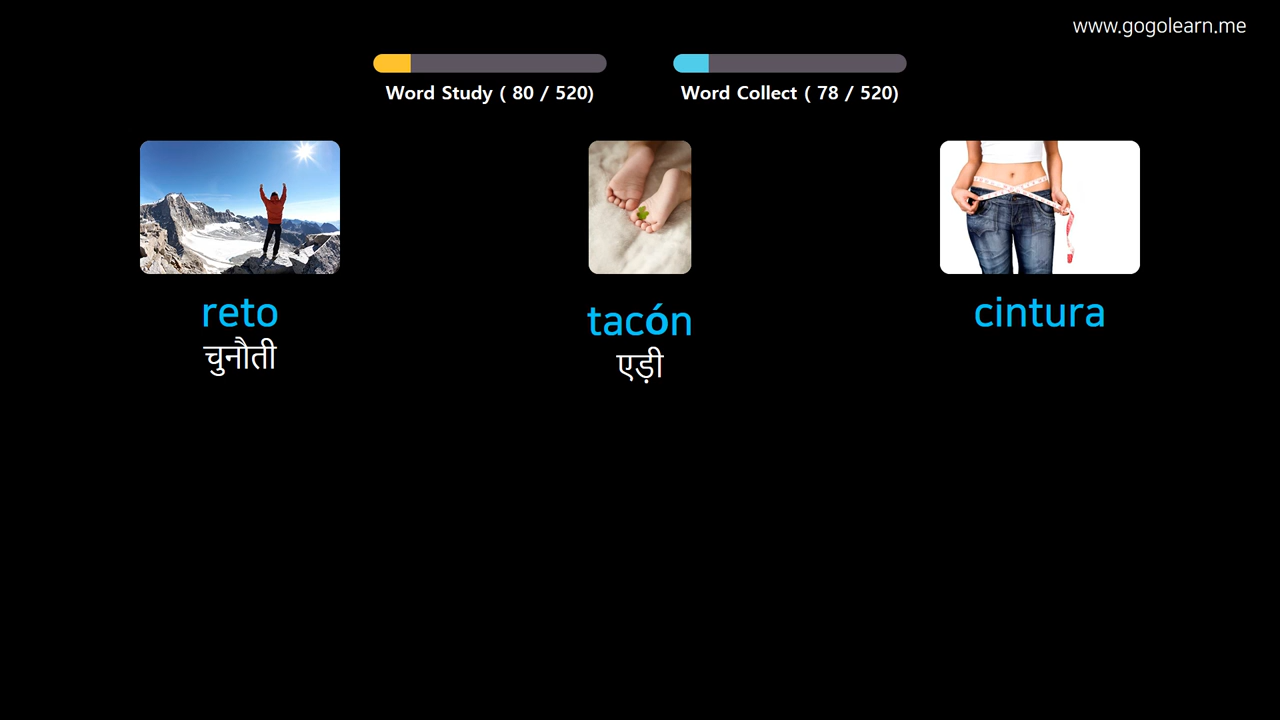 www.gogolearn.me
Word Study ( 80 / 520)
Word Collect ( 78 / 520)
reto
चुनौती
tacón
एड़ी
cintura